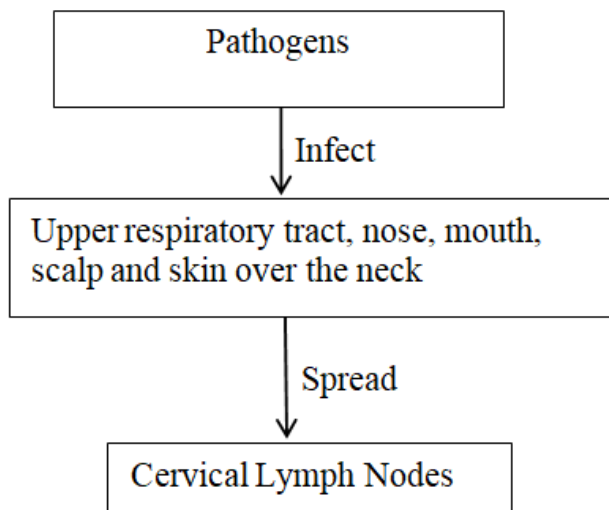 Pathogens
Infect
Upper respiratory tract, nose, mouth,
scalp and skin over the neck
Spread
Cervical Lymph Nodes